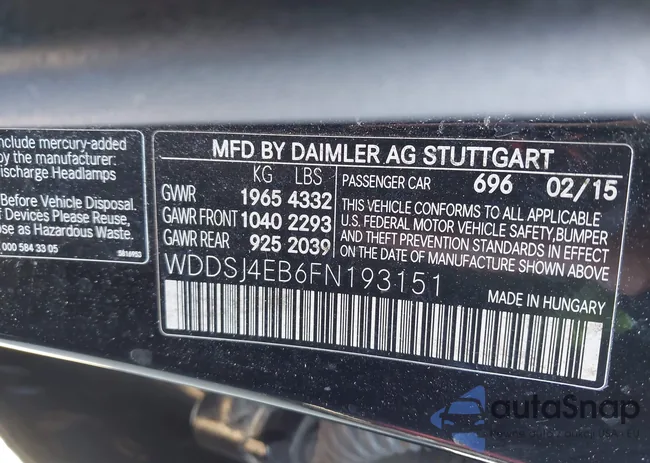 nclude mercury-added
by the manufacturer:
ischarge Headlamps
Before Vehicle Disposal.
f Devices Please Reuse,
ose as Hazardous Waste.
000 584 33 05
MFD BY DAIMLER AG STUTTGART
KG LBS
GVWR 1965 4332
GAWR FRONT 1040 2293
GAWR REAR 925 2039
PASSENGER CAR 696 02/15
THIS VEHICLE CONFORMS TO ALL APPLICABLE
U.S. FEDERAL MOTOR VEHICLE SAFETY,BUMPER
AND THEFT PREVENTION STANDARDS IN EFFECT
ON THE DATE OF MANUFACTURE SHOWN ABOVE
WDDSJ4EB6FN193151
MADE IN HUNGARY
autoSnap